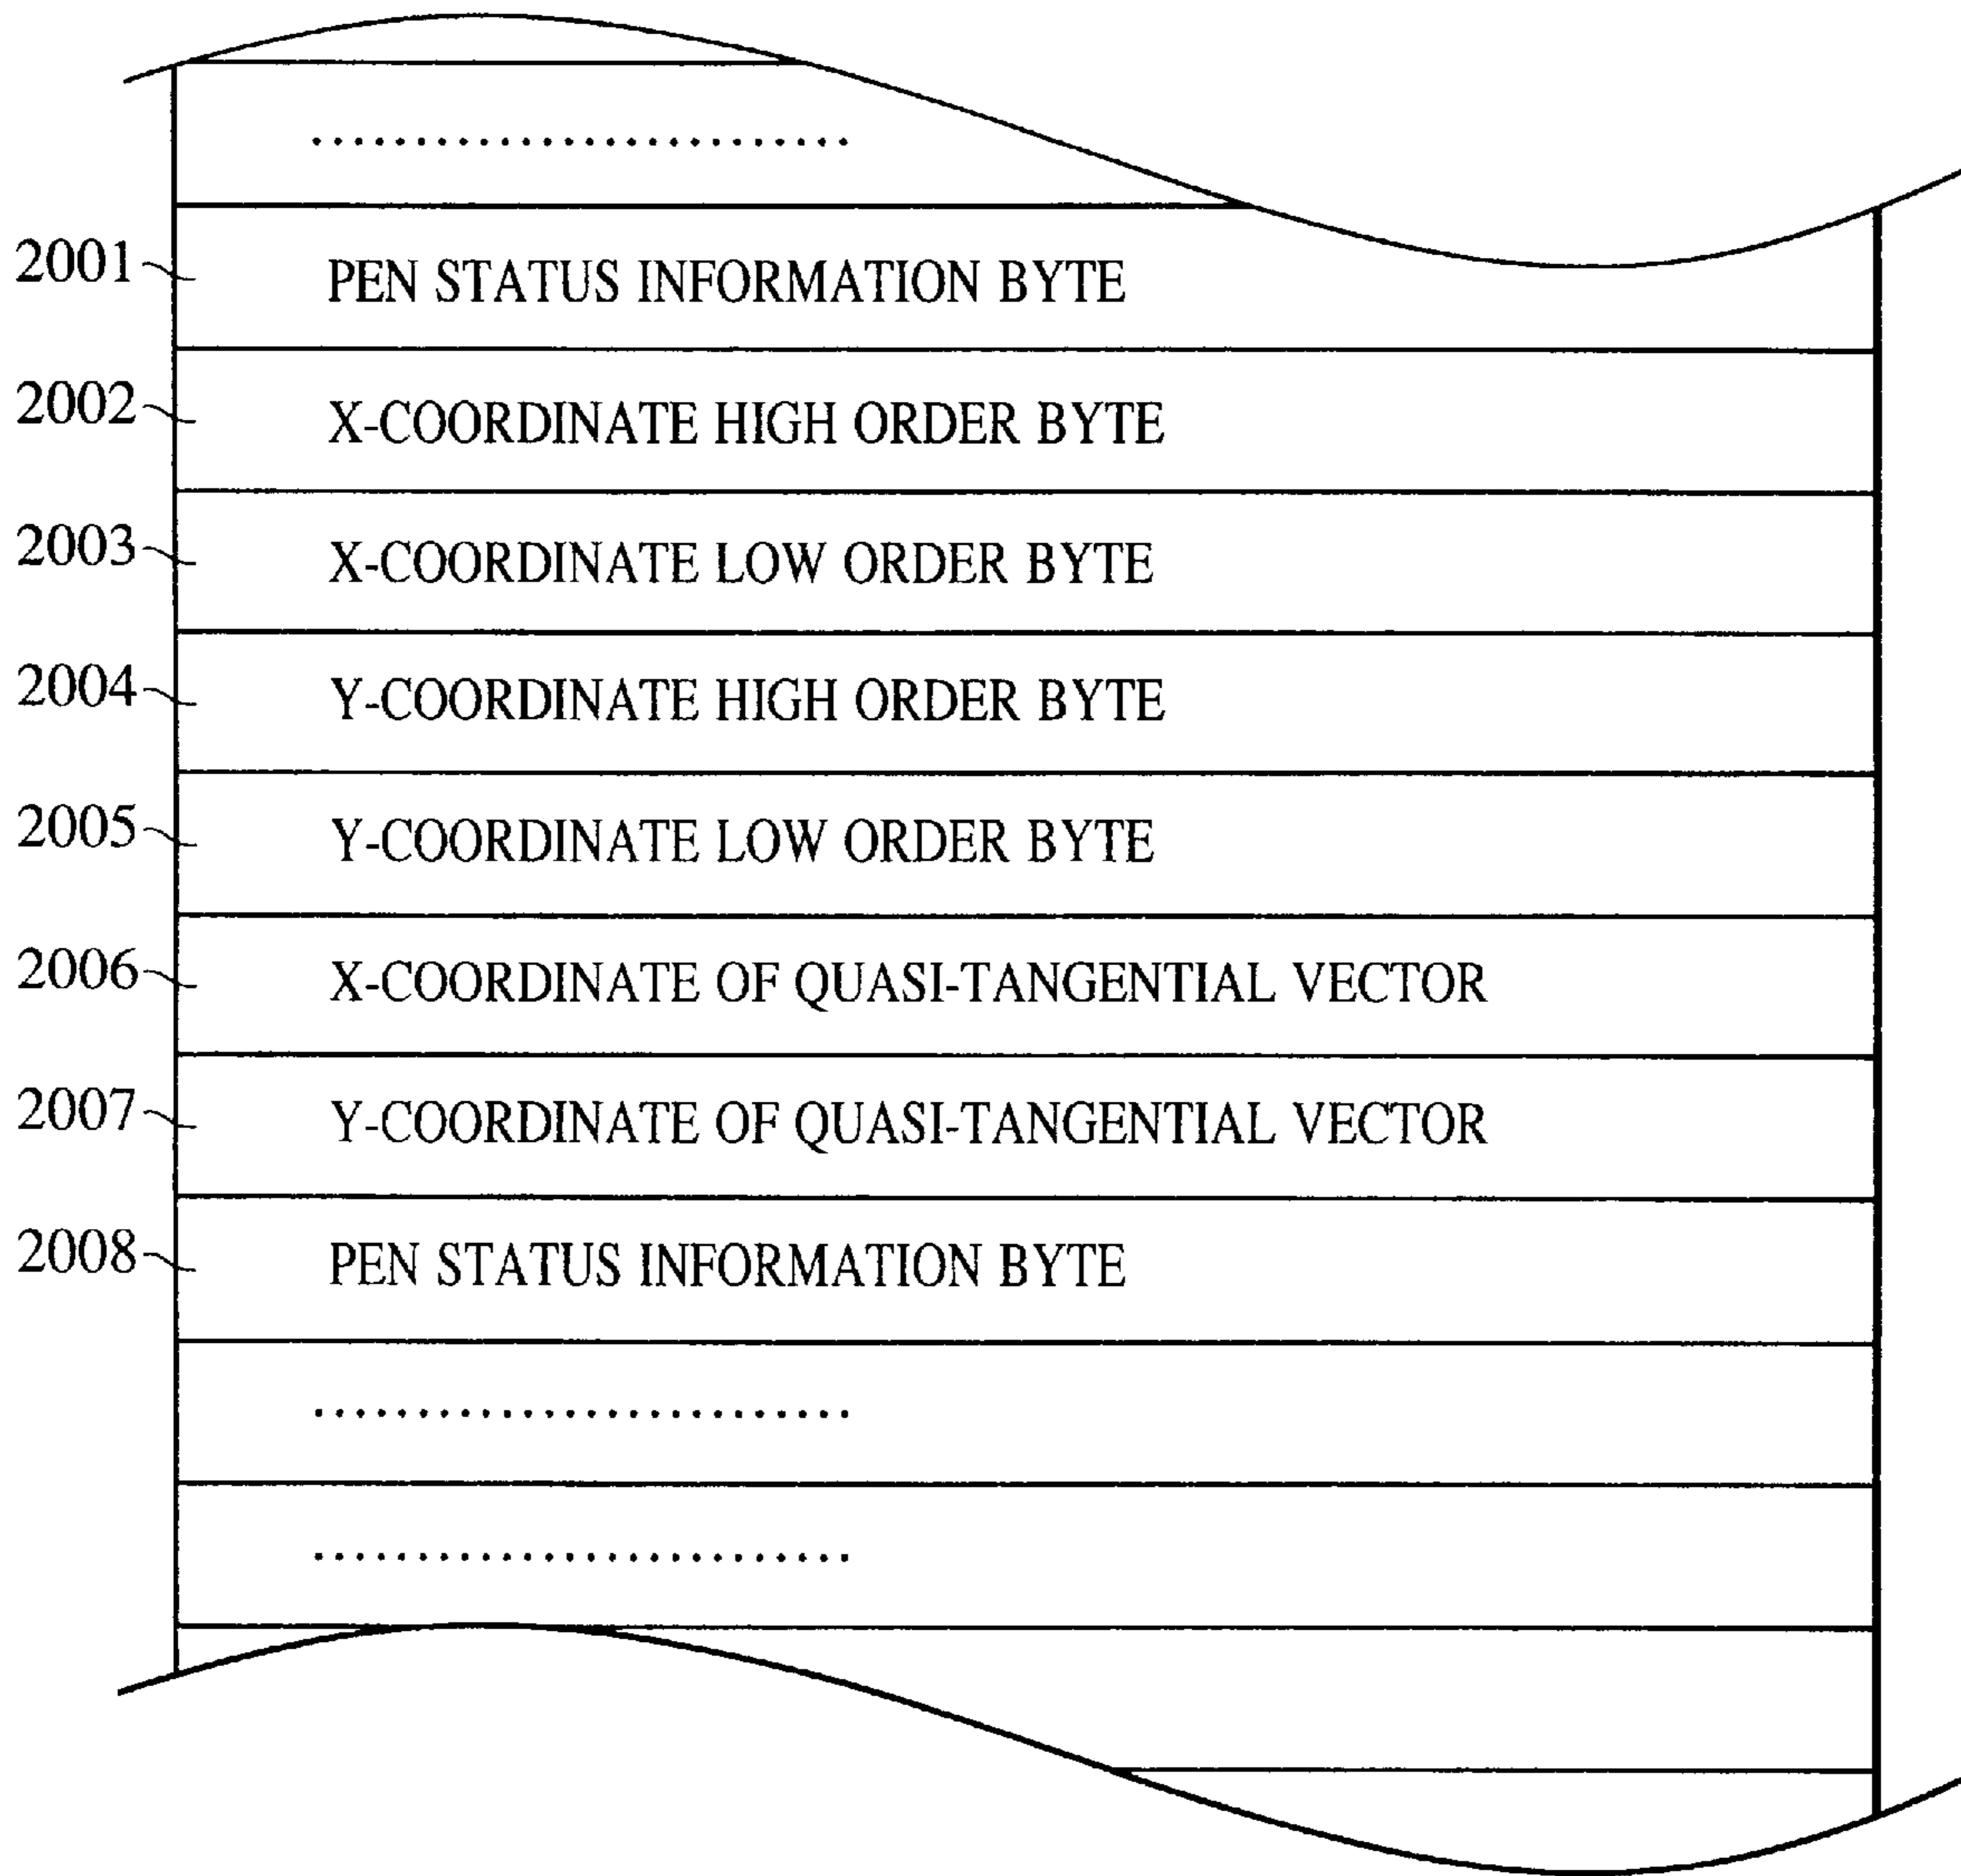 ........................
2001 PEN STATUS INFORMATION BYTE
2002 X-COORDINATE HIGH ORDER BYTE
2003 X-COORDINATE LOW ORDER BYTE
2004 Y-COORDINATE HIGH ORDER BYTE
2005 Y-COORDINATE LOW ORDER BYTE
2006 X-COORDINATE OF QUASI-TANGENTIAL VECTOR
2007 Y-COORDINATE OF QUASI-TANGENTIAL VECTOR
2008 PEN STATUS INFORMATION BYTE
........................
........................